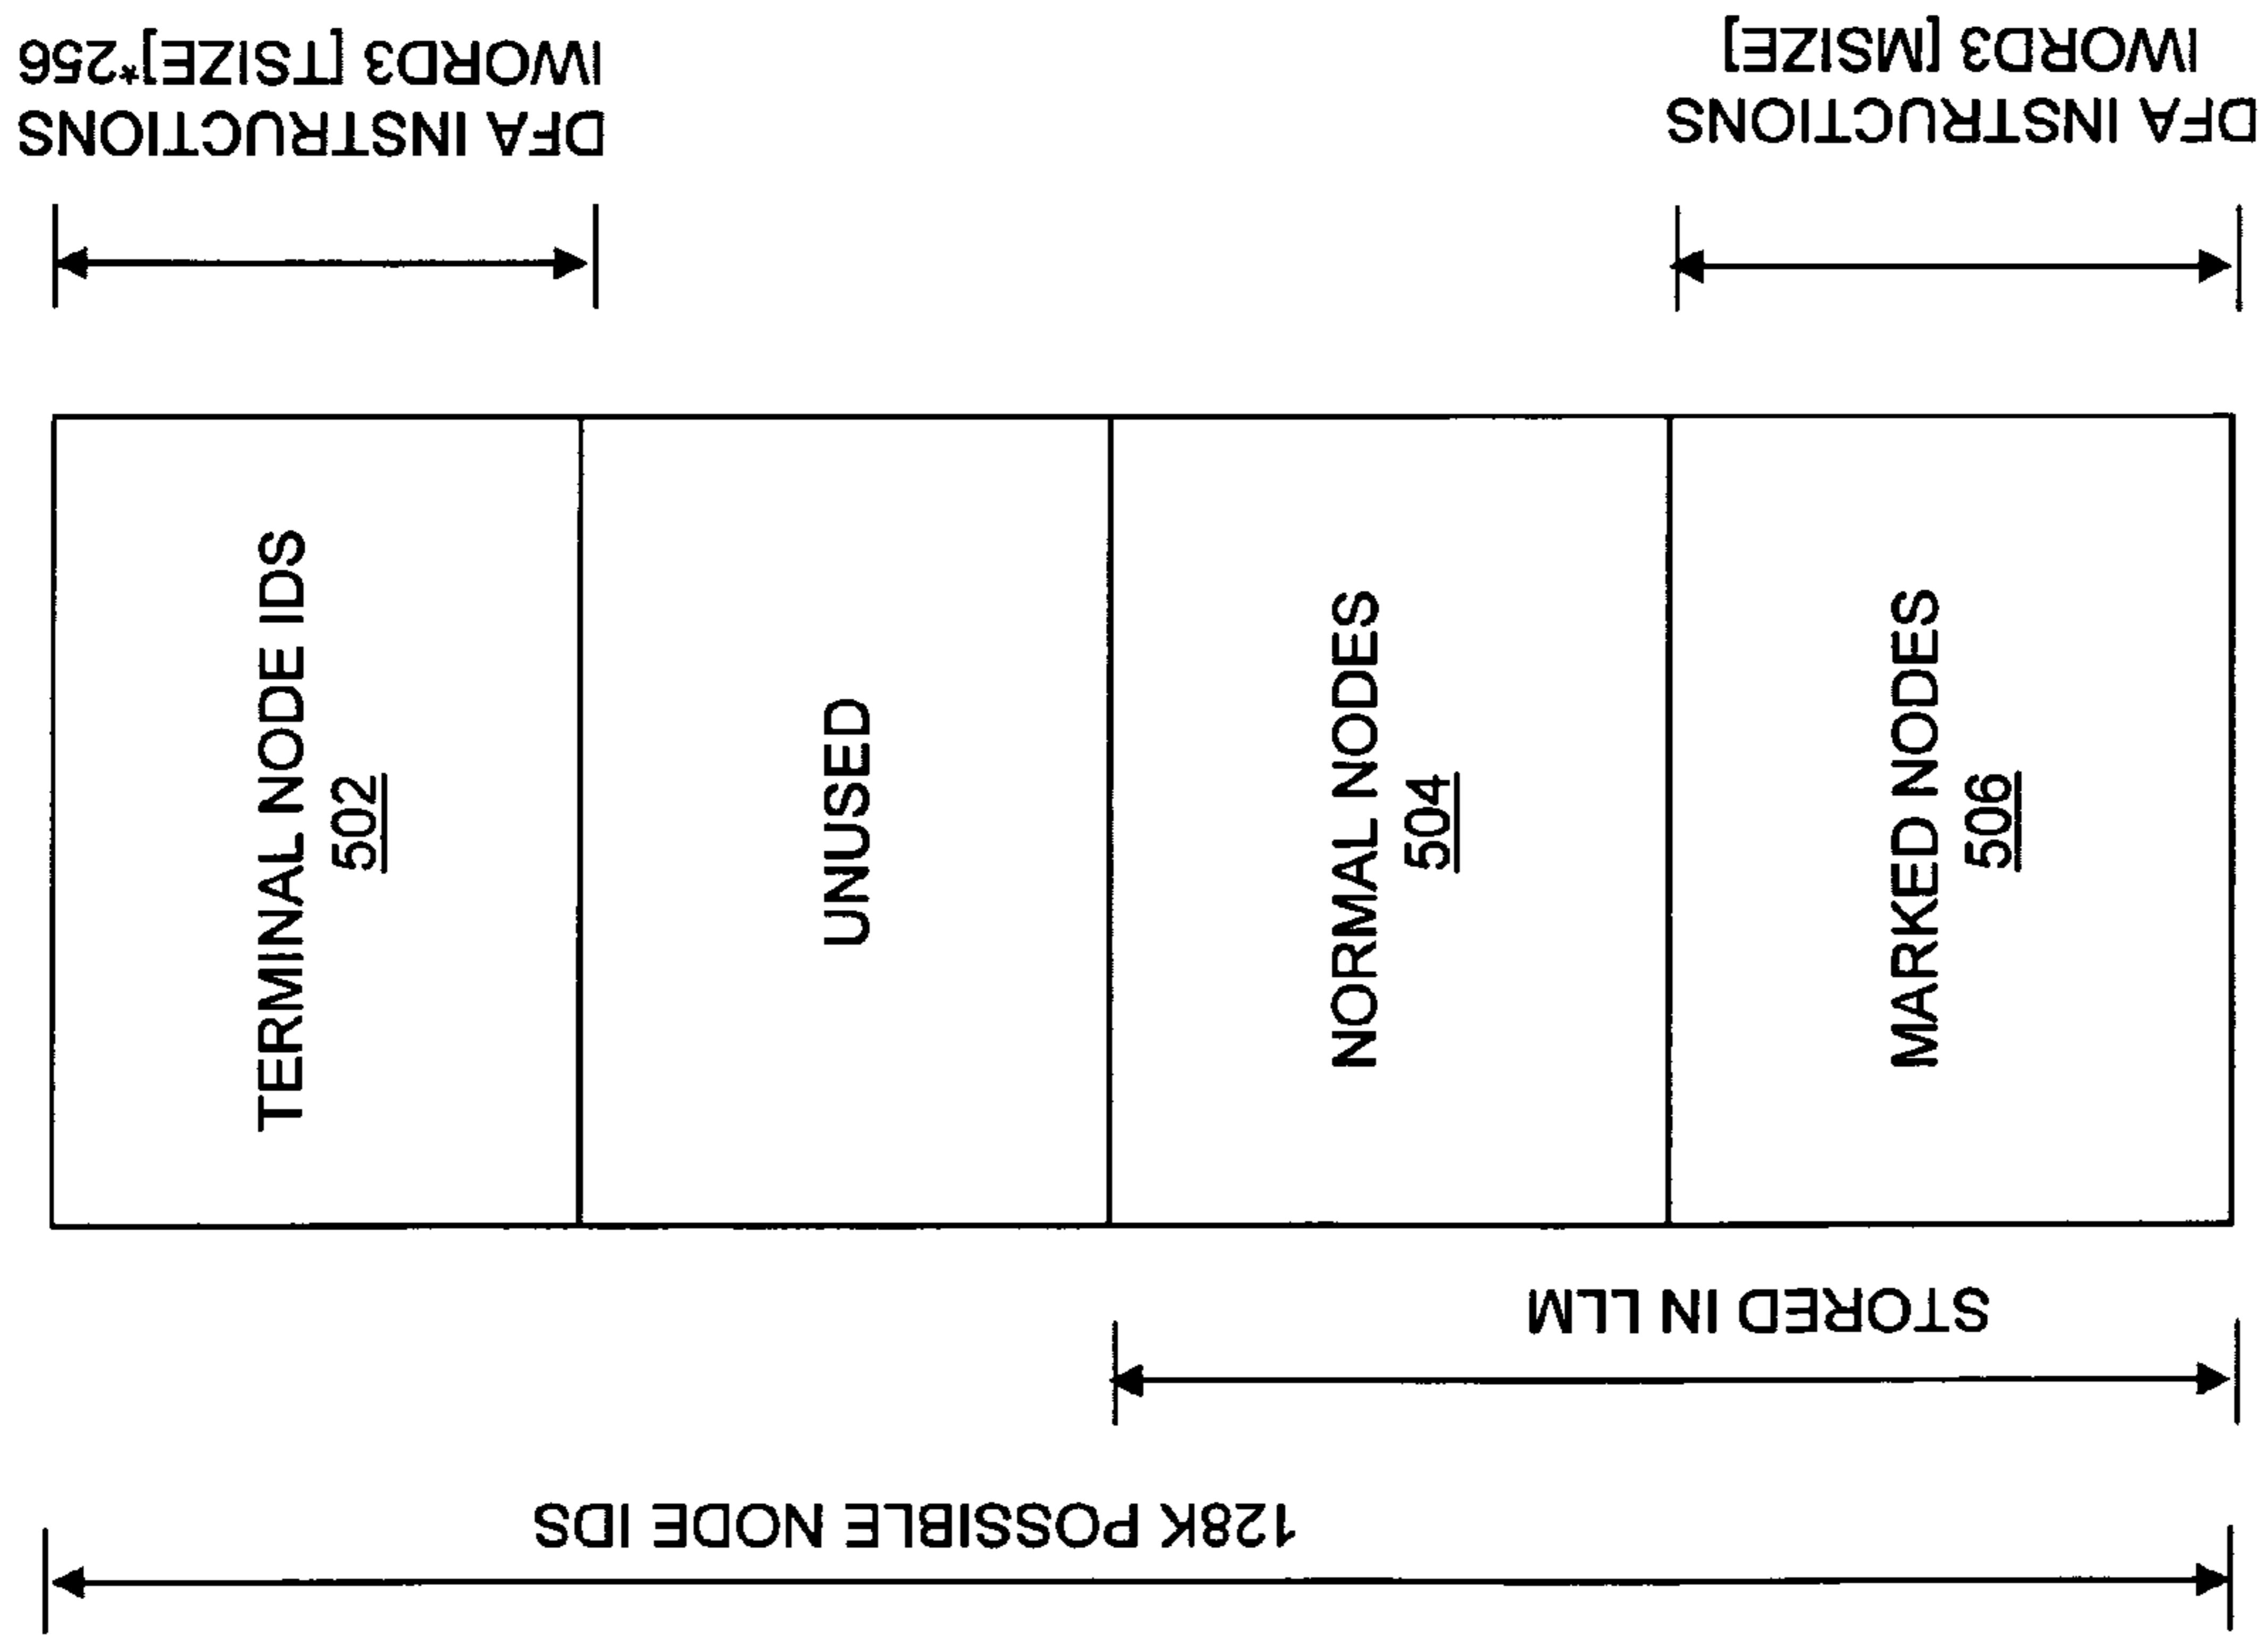 DFA INSTRUCTIONS
IWORD3 [TSIZE]*256
DFA INSTRUCTIONS
IWORD3 [MSIZE]
TERMINAL NODE IDS
502
UNUSED
NORMAL NODES
504
MARKED NODES
506
STORED IN LLM
128K POSSIBLE NODE IDS